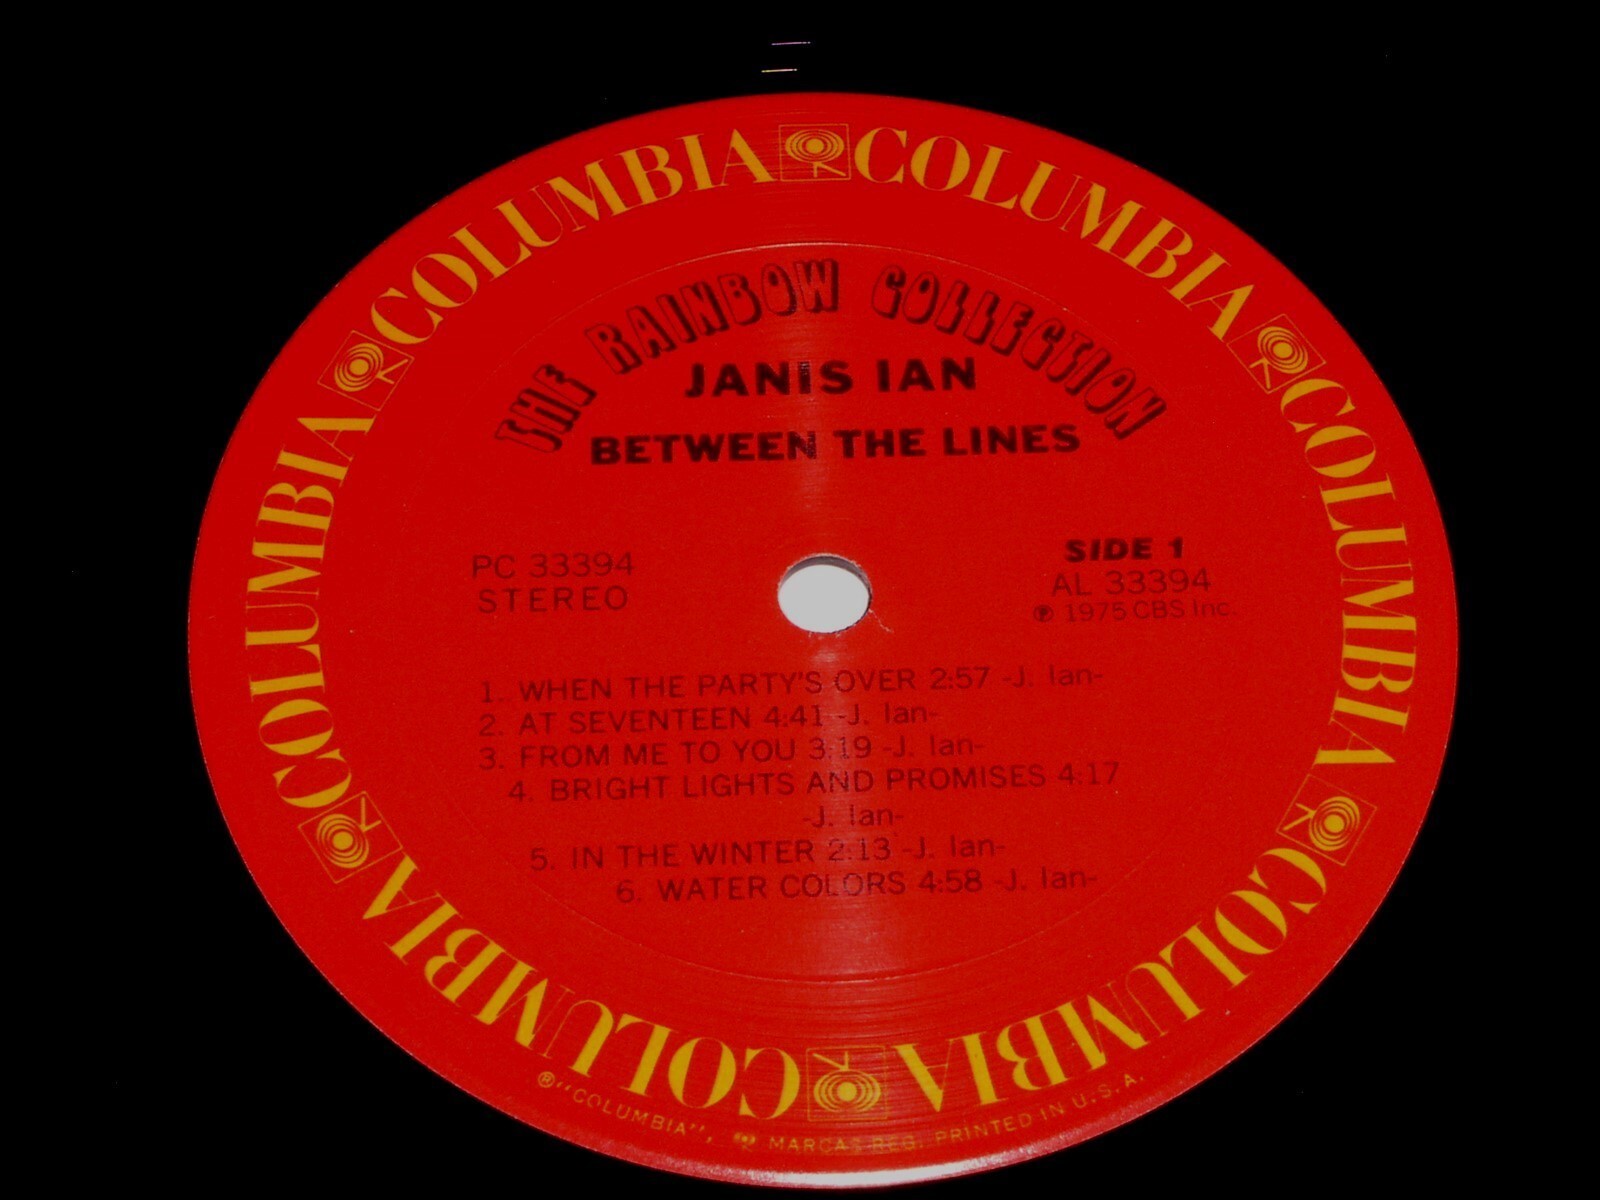 COLUMBIA COLUMBIA COLUMBIA COLUMBIA COLUMBIA COLUMBIA
THE RAINBOW COLLECTION
JANIS IAN
BETWEEN THE LINES
PC 33394
STEREO
SIDE 1
AL 33394
℗ 1975 CBS Inc.
1. WHEN THE PARTY'S OVER 2:57 -J. Ian-
2. AT SEVENTEEN 4:41 -J. Ian-
3. FROM ME TO YOU 3:19 -J. Ian-
4. BRIGHT LIGHTS AND PROMISES 4:17
-J. Ian-
5. IN THE WINTER 2:13 -J. Ian-
6. WATER COLORS 4:58 -J. Ian-
® "COLUMBIA", MARCAS REG. PRINTED IN U.S.A.